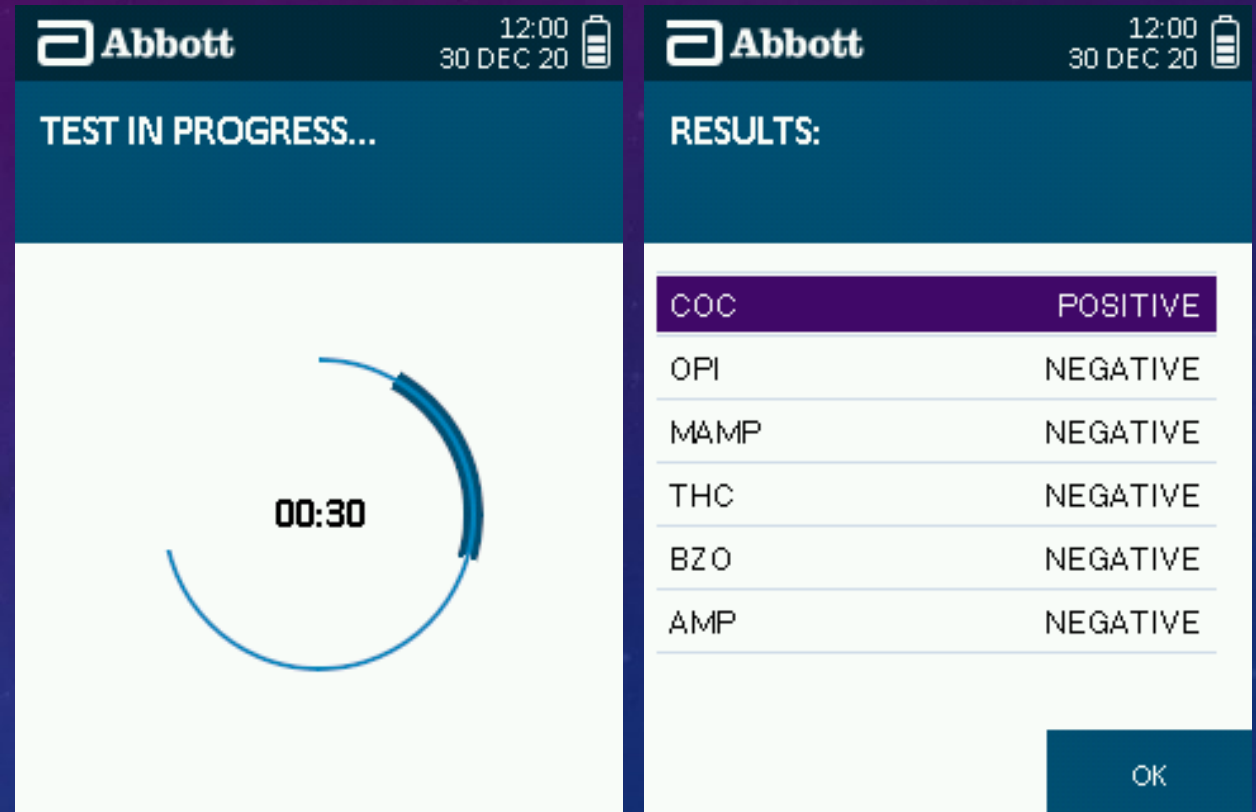 Abbott
12:00
30 DEC 20
TEST IN PROGRESS...
00:30
Abbott
12:00
30 DEC 20
RESULTS:
COC POSITIVE
OPI NEGATIVE
MAMP NEGATIVE
THC NEGATIVE
BZO NEGATIVE
AMP NEGATIVE
OK